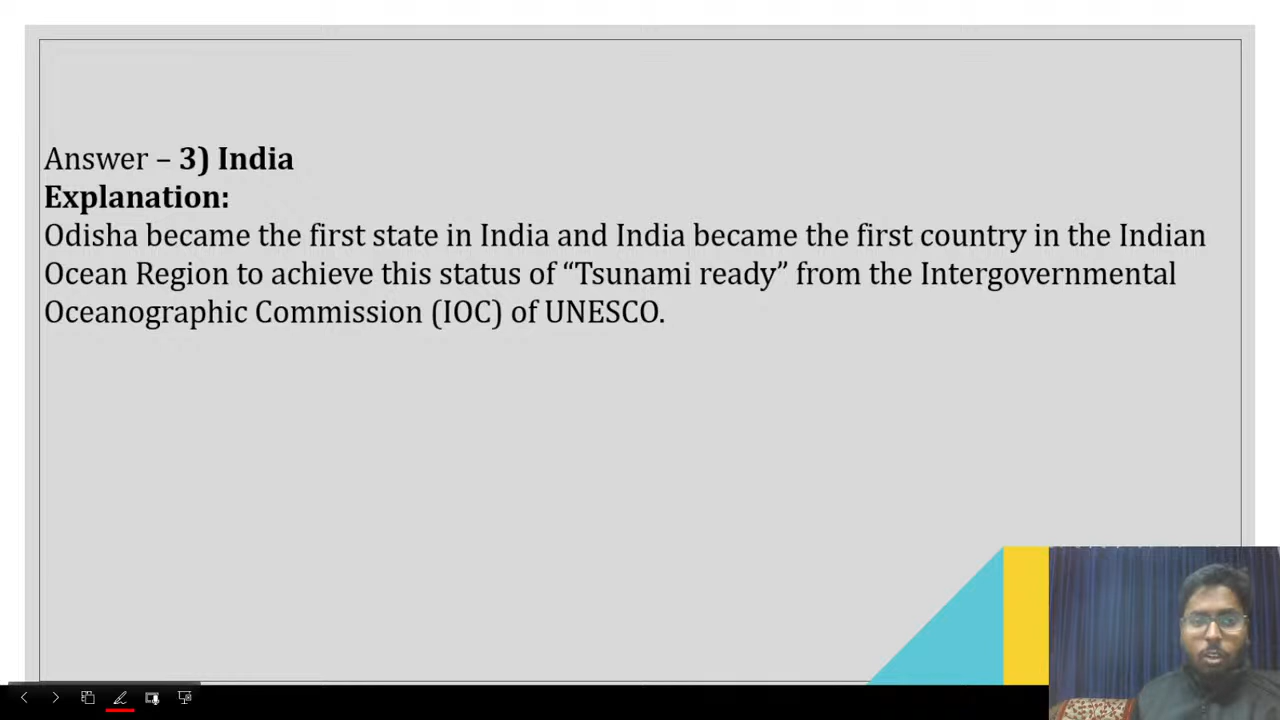 Answer – 3) India
Explanation:
Odisha became the first state in India and India became the first country in the Indian
Ocean Region to achieve this status of “Tsunami ready” from the Intergovernmental
Oceanographic Commission (IOC) of UNESCO.